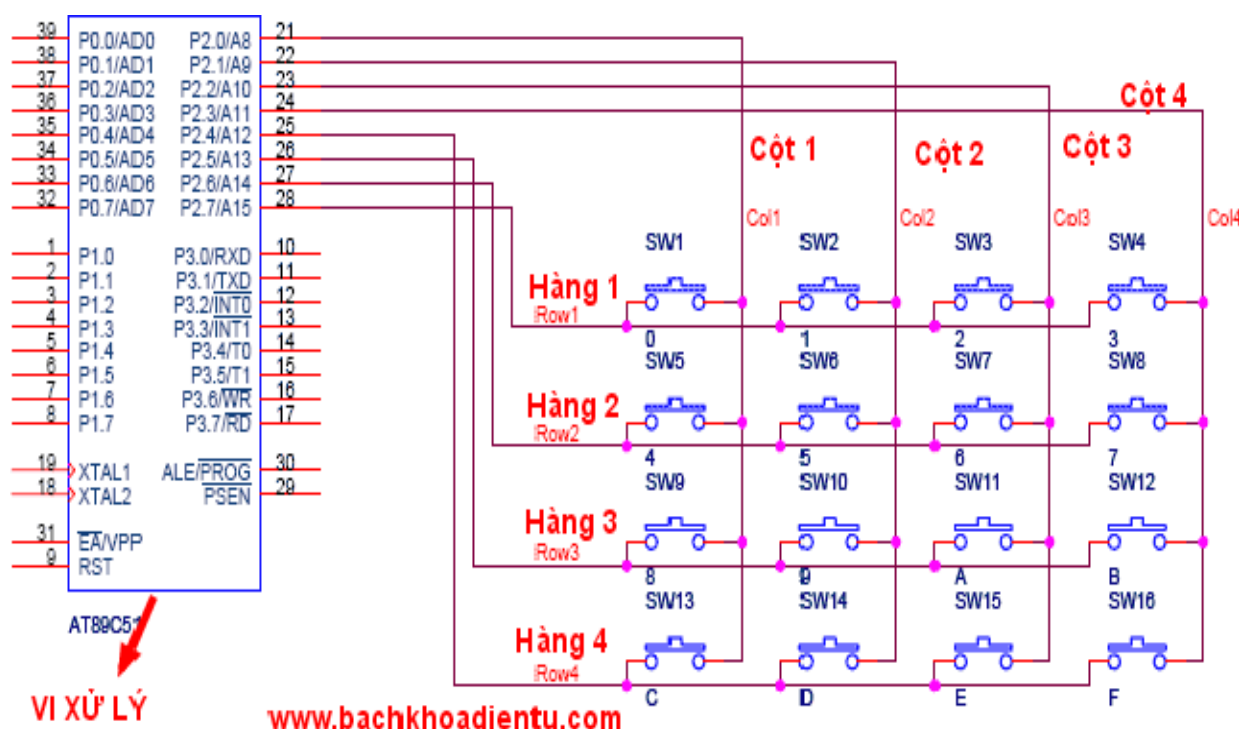 39 P0.0/AD0 P2.0/A8 21
38 P0.1/AD1 P2.1/A9 22
37 P0.2/AD2 P2.2/A10 23
36 P0.3/AD3 P2.3/A11 24
35 P0.4/AD4 P2.4/A12 25
34 P0.5/AD5 P2.5/A13 26
33 P0.6/AD6 P2.6/A14 27
32 P0.7/AD7 P2.7/A15 28
1 P1.0 P3.0/RXD 10
2 P1.1 P3.1/TXD 11
3 P1.2 P3.2/INT0 12
4 P1.3 P3.3/INT1 13
5 P1.4 P3.4/T0 14
6 P1.5 P3.5/T1 15
7 P1.6 P3.6/WR 16
8 P1.7 P3.7/RD 17
19 XTAL1 ALE/PROG 30
18 XTAL2 PSEN 29
31 EA/VPP
9 RST
AT89C51
VI XỬ LÝ
www.bachkhoadientu.com
Cột 1 Cột 2 Cột 3 Cột 4
Col1 Col2 Col3 Col4
SW1 SW2 SW3 SW4
Hàng 1
Row1
0 1 2 3
SW5 SW6 SW7 SW8
Hàng 2
Row2
4 5 6 7
SW9 SW10 SW11 SW12
Hàng 3
Row3
8 9 A B
SW13 SW14 SW15 SW16
Hàng 4
Row4
C D E F